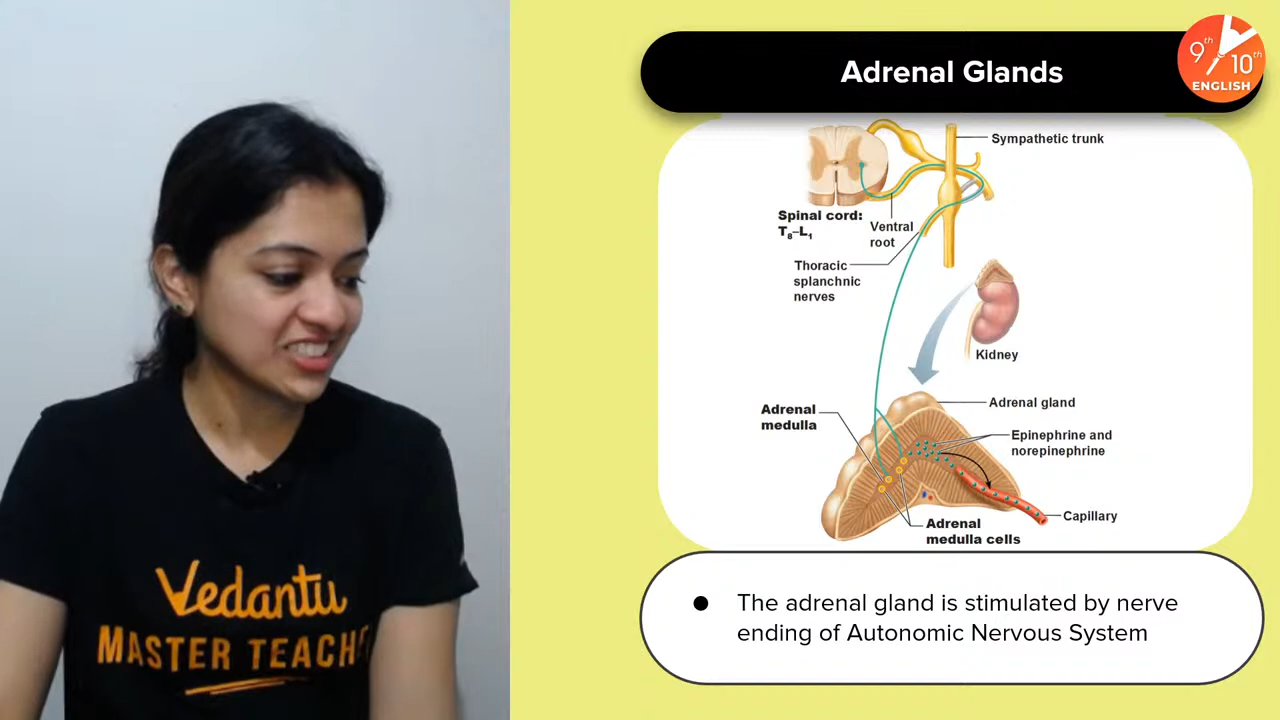 Adrenal Glands
9th
10th
ENGLISH
Sympathetic trunk
Spinal cord:
T8–L1
Ventral
root
Thoracic
splanchnic
nerves
Kidney
Adrenal gland
Adrenal
medulla
Epinephrine and
norepinephrine
Capillary
Adrenal
medulla cells
● The adrenal gland is stimulated by nerve
ending of Autonomic Nervous System
Vedantu
MASTER TEACHE